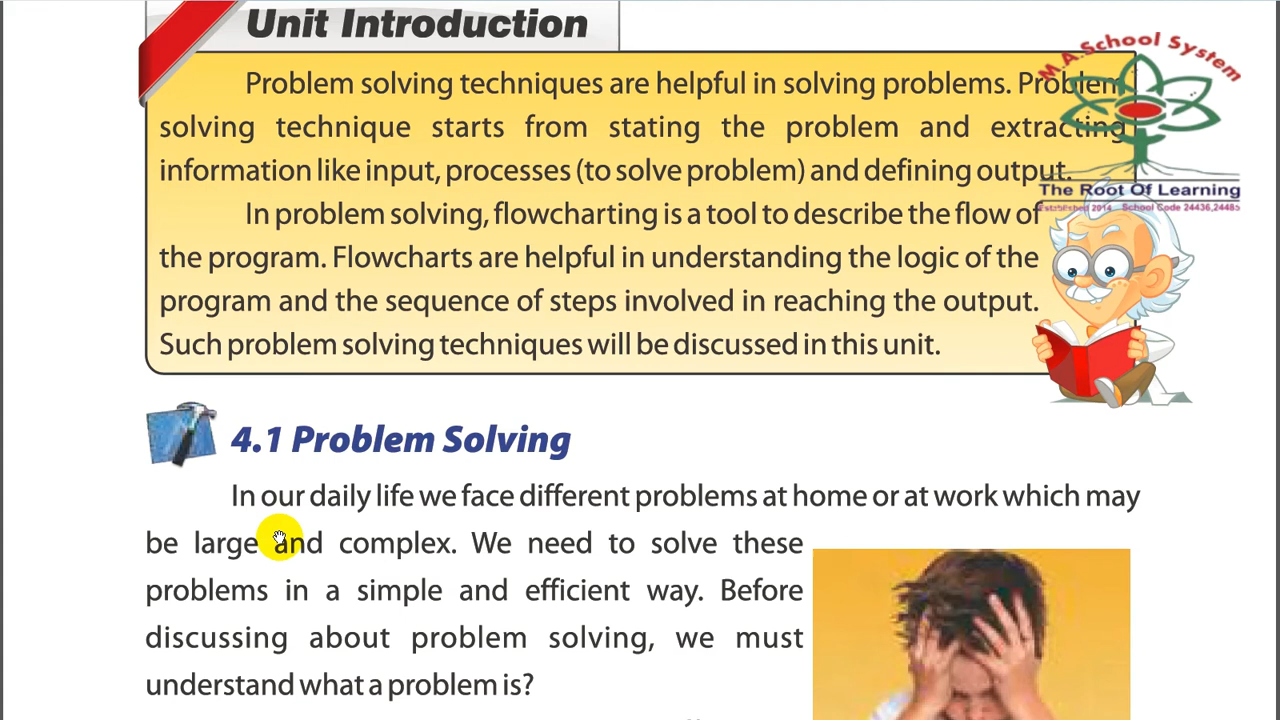 Unit Introduction
Problem solving techniques are helpful in solving problems. Problem
solving technique starts from stating the problem and extracting
information like input, processes (to solve problem) and defining output.
In problem solving, flowcharting is a tool to describe the flow of
the program. Flowcharts are helpful in understanding the logic of the
program and the sequence of steps involved in reaching the output.
Such problem solving techniques will be discussed in this unit.
M.A.School System
The Root Of Learning
Established 2014 School Code 24436,24485
4.1 Problem Solving
In our daily life we face different problems at home or at work which may
be large and complex. We need to solve these
problems in a simple and efficient way. Before
discussing about problem solving, we must
understand what a problem is?